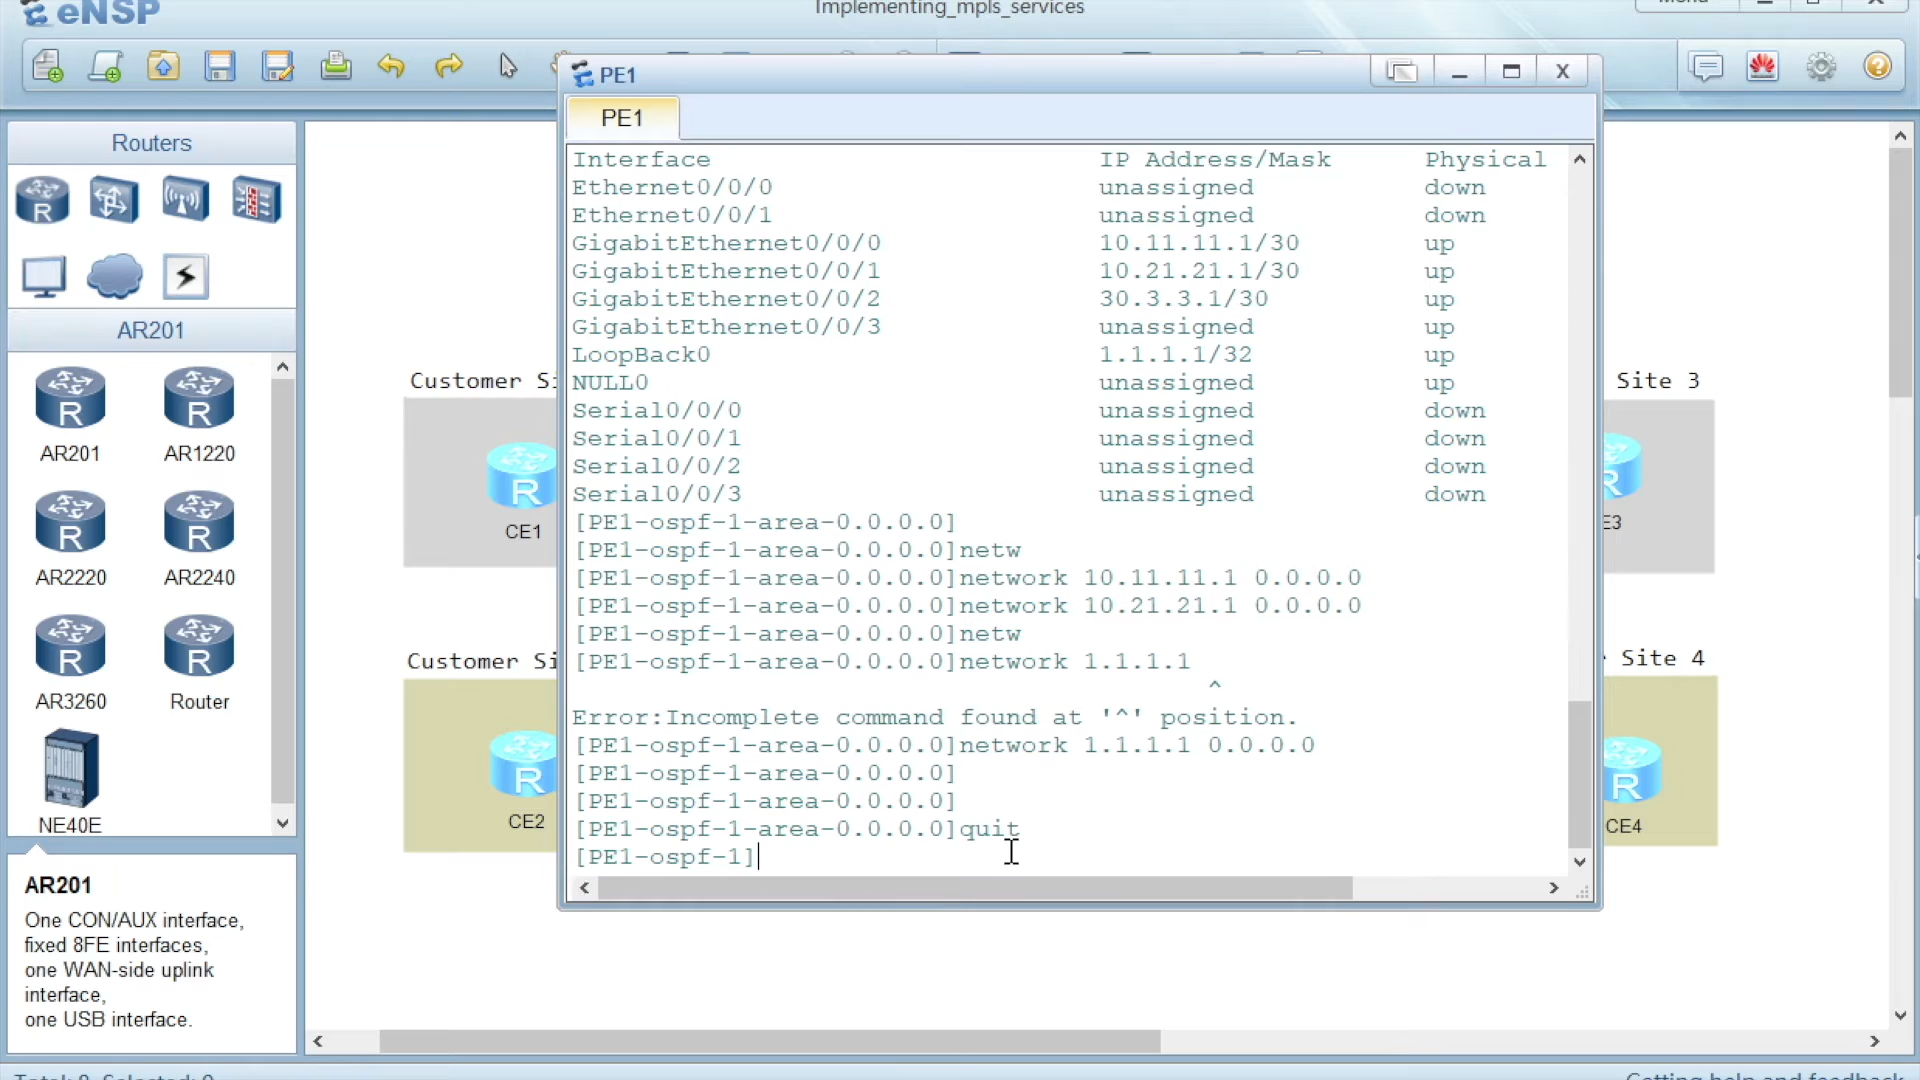 eNSP
Implementing_mpls_services
PE1
PE1
Routers
AR201
AR201
AR1220
AR2220
AR2240
AR3260
Router
NE40E
AR201
One CON/AUX interface,
fixed 8FE interfaces,
one WAN-side uplink
interface,
one USB interface.
Customer Si
CE1
Customer Si
CE2
Interface IP Address/Mask Physical
Ethernet0/0/0 unassigned down
Ethernet0/0/1 unassigned down
GigabitEthernet0/0/0 10.11.11.1/30 up
GigabitEthernet0/0/1 10.21.21.1/30 up
GigabitEthernet0/0/2 30.3.3.1/30 up
GigabitEthernet0/0/3 unassigned up
LoopBack0 1.1.1.1/32 up
NULL0 unassigned up
Serial0/0/0 unassigned down
Serial0/0/1 unassigned down
Serial0/0/2 unassigned down
Serial0/0/3 unassigned down
[PE1-ospf-1-area-0.0.0.0]
[PE1-ospf-1-area-0.0.0.0]netw
[PE1-ospf-1-area-0.0.0.0]network 10.11.11.1 0.0.0.0
[PE1-ospf-1-area-0.0.0.0]network 10.21.21.1 0.0.0.0
[PE1-ospf-1-area-0.0.0.0]netw
[PE1-ospf-1-area-0.0.0.0]network 1.1.1.1
^
Error:Incomplete command found at '^' position.
[PE1-ospf-1-area-0.0.0.0]network 1.1.1.1 0.0.0.0
[PE1-ospf-1-area-0.0.0.0]
[PE1-ospf-1-area-0.0.0.0]
[PE1-ospf-1-area-0.0.0.0]quit
[PE1-ospf-1]
Site 3
E3
Site 4
CE4
Getting help and feedback